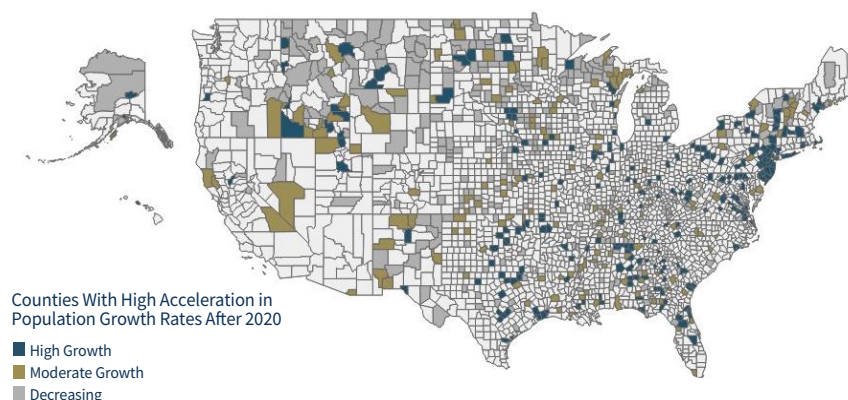 Counties With High Acceleration in
Population Growth Rates After 2020
High Growth
Moderate Growth
Decreasing